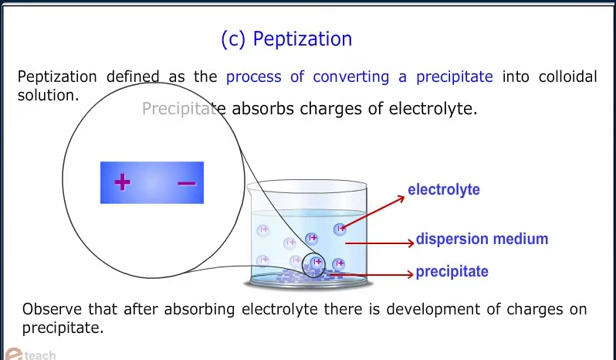 (c) Peptization
Peptization defined as the process of converting a precipitate into colloidal
solution.
Precipitate absorbs charges of electrolyte.
+ −
electrolyte
dispersion medium
precipitate
Observe that after absorbing electrolyte there is development of charges on
precipitate.
e teach